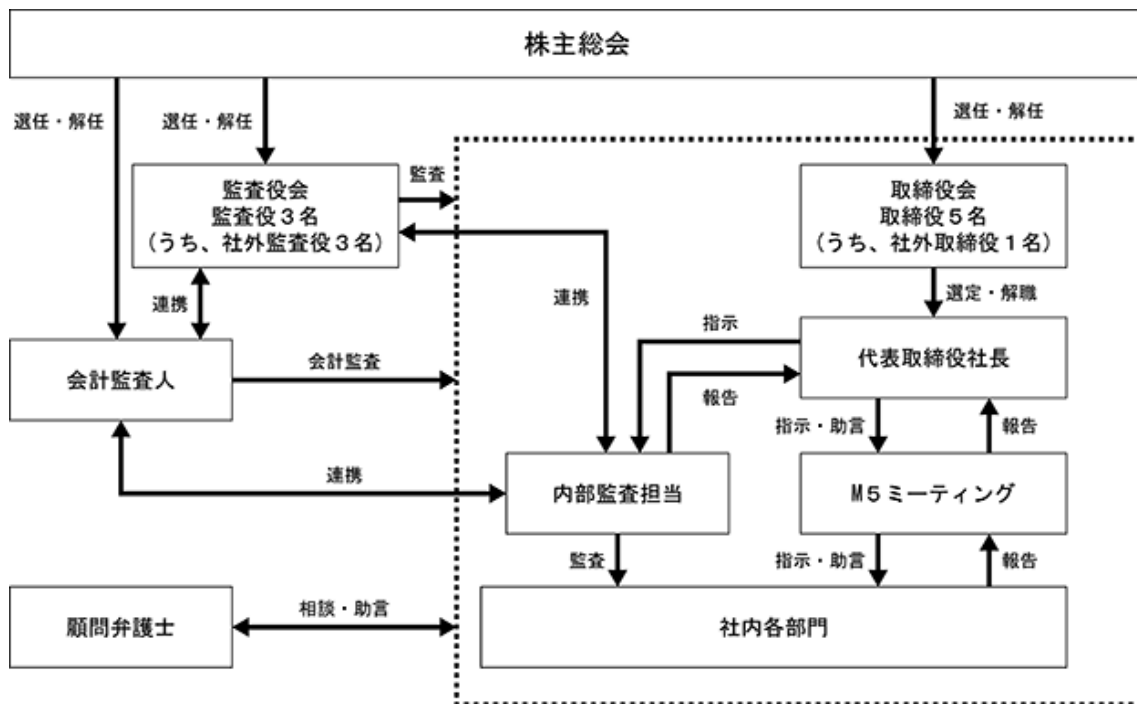 株主総会
選任・解任
選任・解任
選任・解任
監査役会
監査役３名
（うち、社外監査役３名）
監査
取締役会
取締役５名
（うち、社外取締役１名）
連携
連携
選定・解職
指示
会計監査人
会計監査
代表取締役社長
報告
指示・助言
報告
連携
内部監査担当
M５ミーティング
監査
指示・助言
報告
顧問弁護士
相談・助言
社内各部門